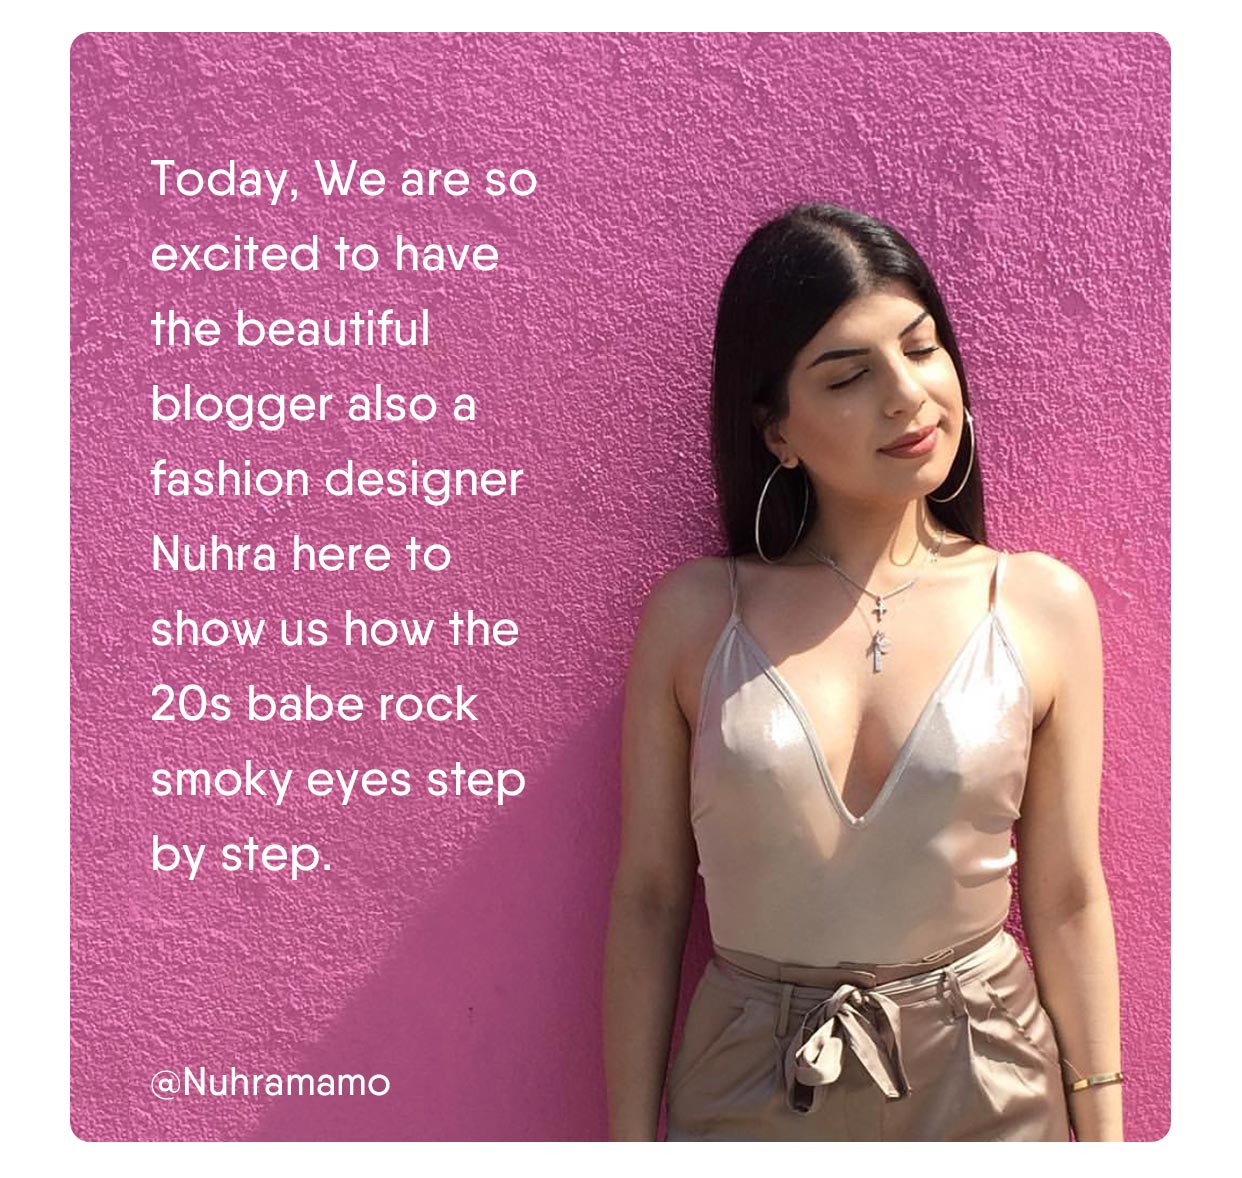 Today, We are so
excited to have
the beautiful
blogger also a
fashion designer
Nuhra here to
show us how the
20s babe rock
smoky eyes step
by step.
@Nuhramamo